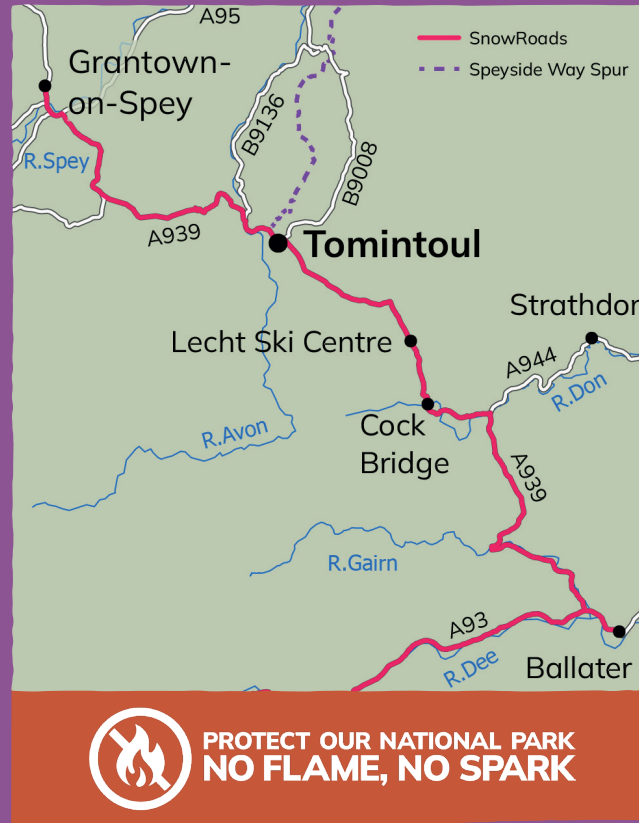 A95
SnowRoads
Speyside Way Spur
Grantown-
on-Spey
B9136
B9008
R.Spey
A939
Tomintoul
Strathdon
Lecht Ski Centre
A944
R.Don
R.Avon
Cock
Bridge
A939
R.Gairn
A93
R.Dee
Ballater
PROTECT OUR NATIONAL PARK
NO FLAME, NO SPARK